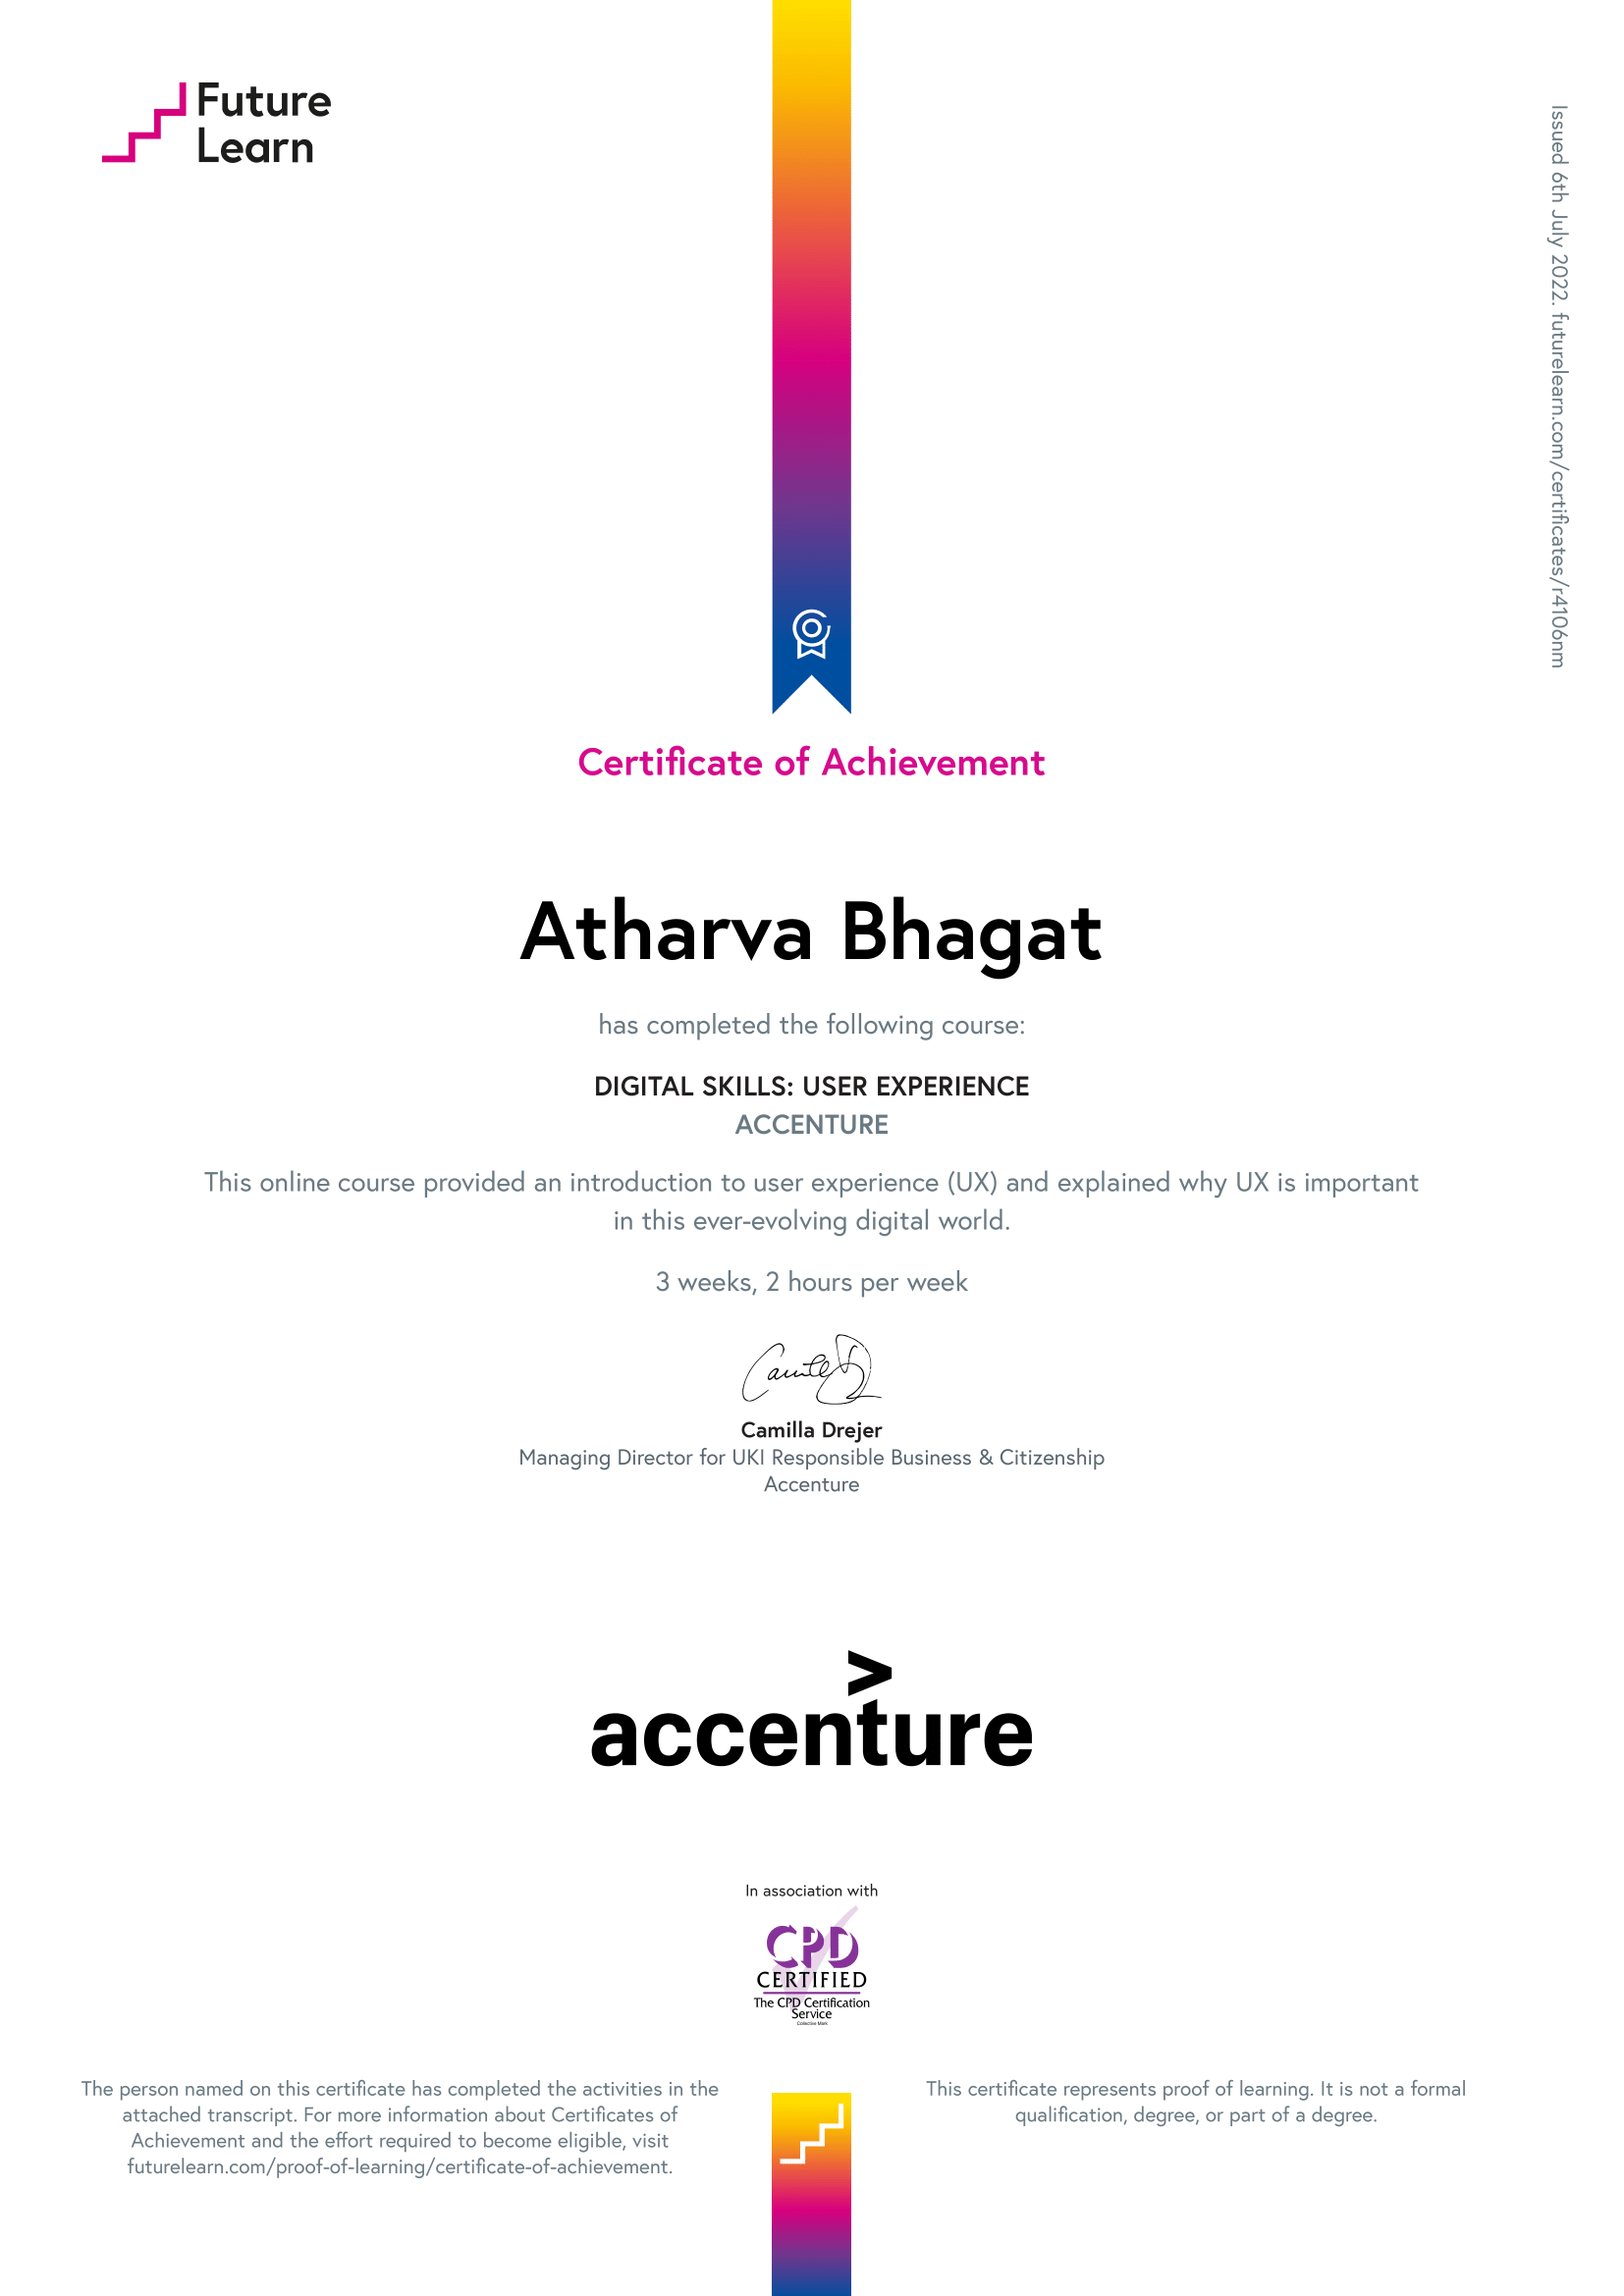 Future
Learn
Issued 6th July 2022. futurelearn.com/certificates/r4106nm
Certificate of Achievement
Atharva Bhagat
has completed the following course:
DIGITAL SKILLS: USER EXPERIENCE
ACCENTURE
This online course provided an introduction to user experience (UX) and explained why UX is important
in this ever-evolving digital world.
3 weeks, 2 hours per week
Camilla Drejer
Managing Director for UKI Responsible Business & Citizenship
Accenture
accenture
In association with
CPD
CERTIFIED
The CPD Certification
Service
Collective Mark
The person named on this certificate has completed the activities in the
attached transcript. For more information about Certificates of
Achievement and the effort required to become eligible, visit
futurelearn.com/proof-of-learning/certificate-of-achievement.
This certificate represents proof of learning. It is not a formal
qualification, degree, or part of a degree.